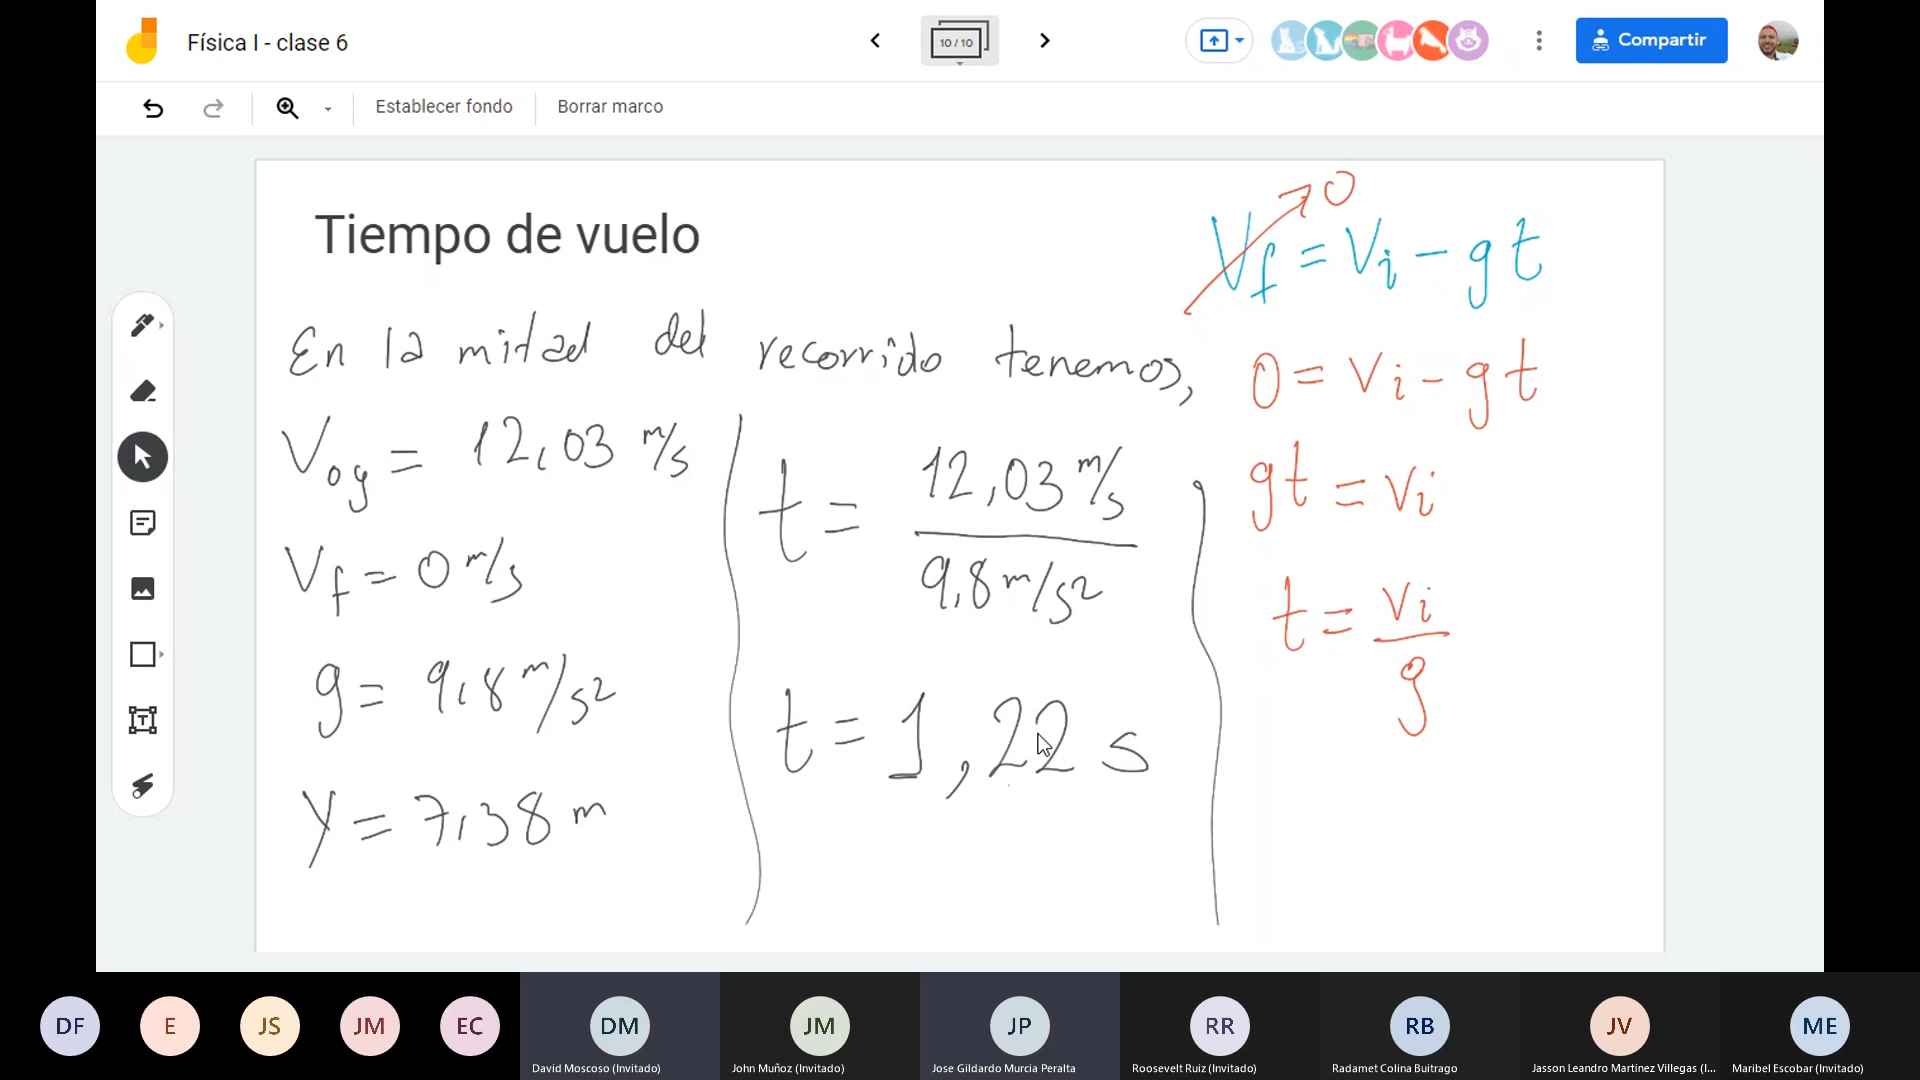 Física I - clase 6
10 / 10
Compartir
Establecer fondo
Borrar marco
Tiempo de vuelo
En la mitad del recorrido tenemos,
Voy = 12,03 m/s
Vf = 0 m/s
g = 9,8 m/s²
y = 7,38 m
t = 12,03 m/s / 9,8 m/s²
t = 1,22 s
0
Vf = Vi - gt
0 = Vi - gt
gt = Vi
t = Vi / g
DF
E
JS
JM
EC
DM
JM
JP
RR
RB
JV
ME
David Moscoso (Invitado)
John Muñoz (Invitado)
Jose Gildardo Murcia Peralta
Roosevelt Ruiz (Invitado)
Radamet Colina Buitrago
Jasson Leandro Martinez Villegas (I...
Maribel Escobar (Invitado)